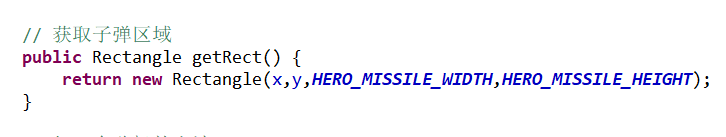 // 获取子弹区域
public Rectangle getRect() {
    return new Rectangle(x,y,HERO_MISSILE_WIDTH,HERO_MISSILE_HEIGHT);
}